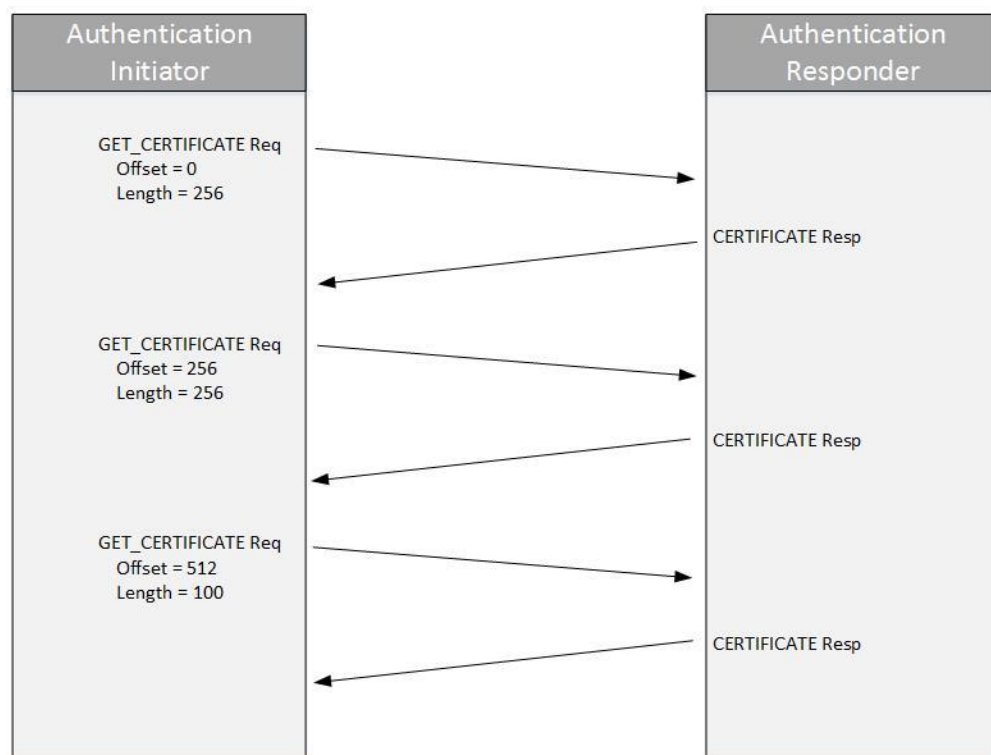 Authentication
Initiator
Authentication
Responder
GET_CERTIFICATE Req
Offset = 0
Length = 256
CERTIFICATE Resp
GET_CERTIFICATE Req
Offset = 256
Length = 256
CERTIFICATE Resp
GET_CERTIFICATE Req
Offset = 512
Length = 100
CERTIFICATE Resp